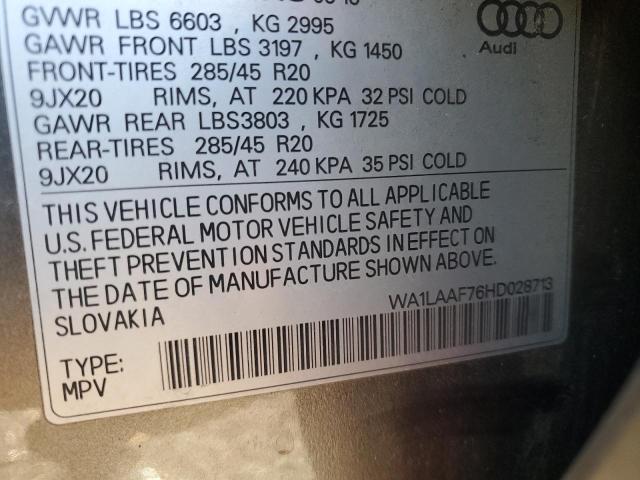 GVWR LBS 6603 , KG 2995
GAWR FRONT LBS 3197 , KG 1450
FRONT-TIRES 285/45 R20
9JX20 RIMS, AT 220 KPA 32 PSI COLD
GAWR REAR LBS3803 , KG 1725
REAR-TIRES 285/45 R20
9JX20 RIMS, AT 240 KPA 35 PSI COLD
Audi
THIS VEHICLE CONFORMS TO ALL APPLICABLE
U.S. FEDERAL MOTOR VEHICLE SAFETY AND
THEFT PREVENTION STANDARDS IN EFFECT ON
THE DATE OF MANUFACTURE SHOWN ABOVE.
SLOVAKIA
WA1LAAF76HD028713
TYPE:
MPV